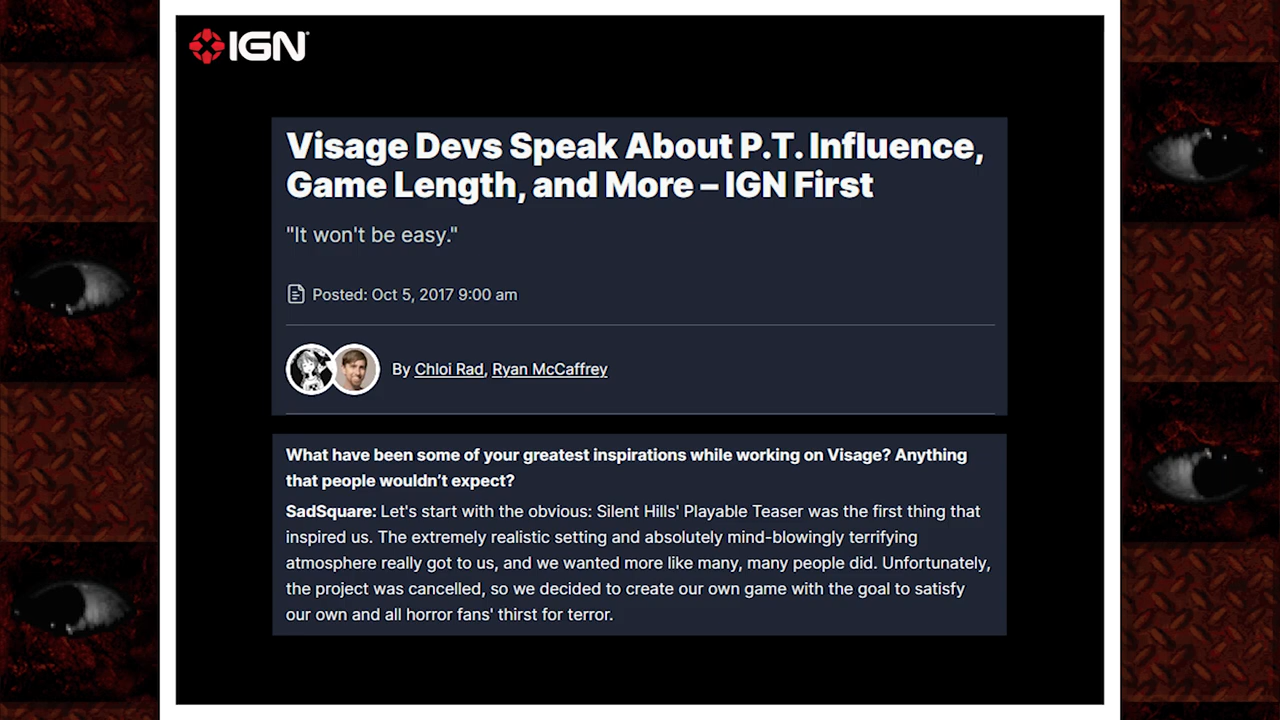 IGN
Visage Devs Speak About P.T. Influence,
Game Length, and More – IGN First
"It won't be easy."
Posted: Oct 5, 2017 9:00 am
By Chloi Rad, Ryan McCaffrey
What have been some of your greatest inspirations while working on Visage? Anything
that people wouldn’t expect?
SadSquare: Let's start with the obvious: Silent Hills' Playable Teaser was the first thing that
inspired us. The extremely realistic setting and absolutely mind-blowingly terrifying
atmosphere really got to us, and we wanted more like many, many people did. Unfortunately,
the project was cancelled, so we decided to create our own game with the goal to satisfy
our own and all horror fans' thirst for terror.